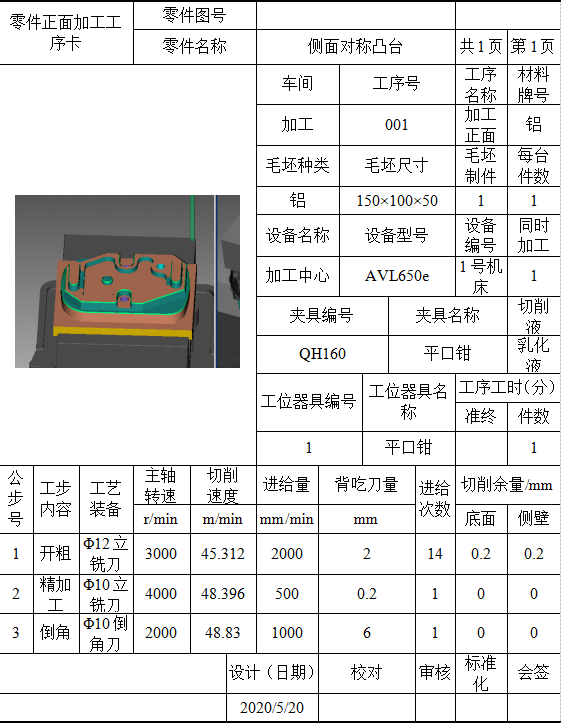 零件正面加工工
序卡
零件图号
零件名称
侧面对称凸台
共1页
第1页
车间
工序号
工序
名称
材料
牌号
加工
001
加工
正面
铝
毛坯种类
毛坯尺寸
毛坯
制件
每台
件数
铝
150×100×50
1
1
设备名称
设备型号
设备
编号
同时
加工
加工中心
AVL650e
1号机
床
1
夹具编号
夹具名称
切削
液
QH160
平口钳
乳化
液
工位器具编号
工位器具名
称
工序工时(分)
准终
件数
1
平口钳
1
公
步
号
工步
内容
工艺
装备
主轴
转速
切削
速度
进给量
背吃刀量
进给
次数
切削余量/mm
r/min
m/min
mm/min
mm
底面
侧壁
1
开粗
Φ12立
铣刀
3000
45.312
2000
2
14
0.2
0.2
2
精加
工
Φ10立
铣刀
4000
48.396
500
0.2
1
0
0
3
倒角
Φ10倒
角刀
2000
48.83
1000
6
1
0
0
设计（日期）
校对
审核
标准
化
会签
2020/5/20